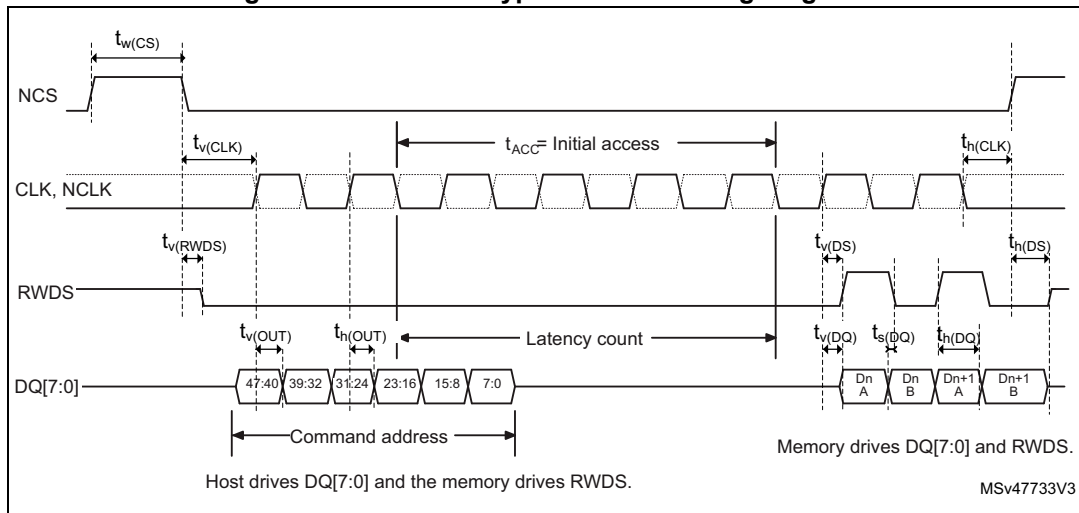 t_w(CS)
NCS
t_v(CLK)
t_ACC= Initial access
t_h(CLK)
CLK, NCLK
t_v(RWDS)
t_v(DS)
t_h(DS)
RWDS
t_v(OUT)
t_h(OUT)
Latency count
t_v(DQ)
t_s(DQ)
t_h(DQ)
DQ[7:0]
47:40 39:32 31:24 23:16 15:8 7:0
Dn A
Dn B
Dn+1 A
Dn+1 B
Command address
Memory drives DQ[7:0] and RWDS.
Host drives DQ[7:0] and the memory drives RWDS.
MSv47733V3